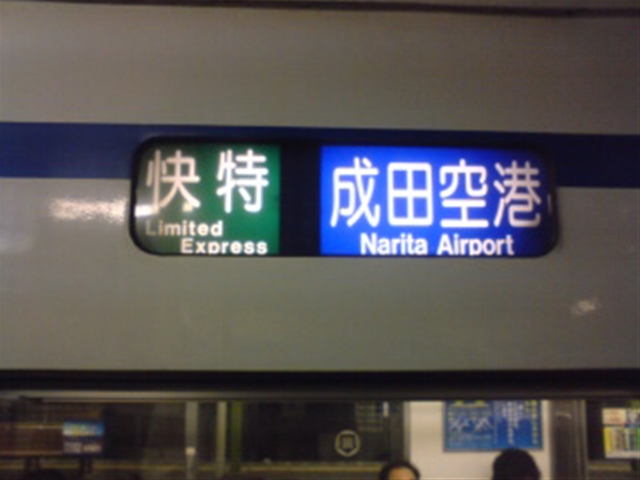 快特
Limited
Express
成田空港
Narita Airport